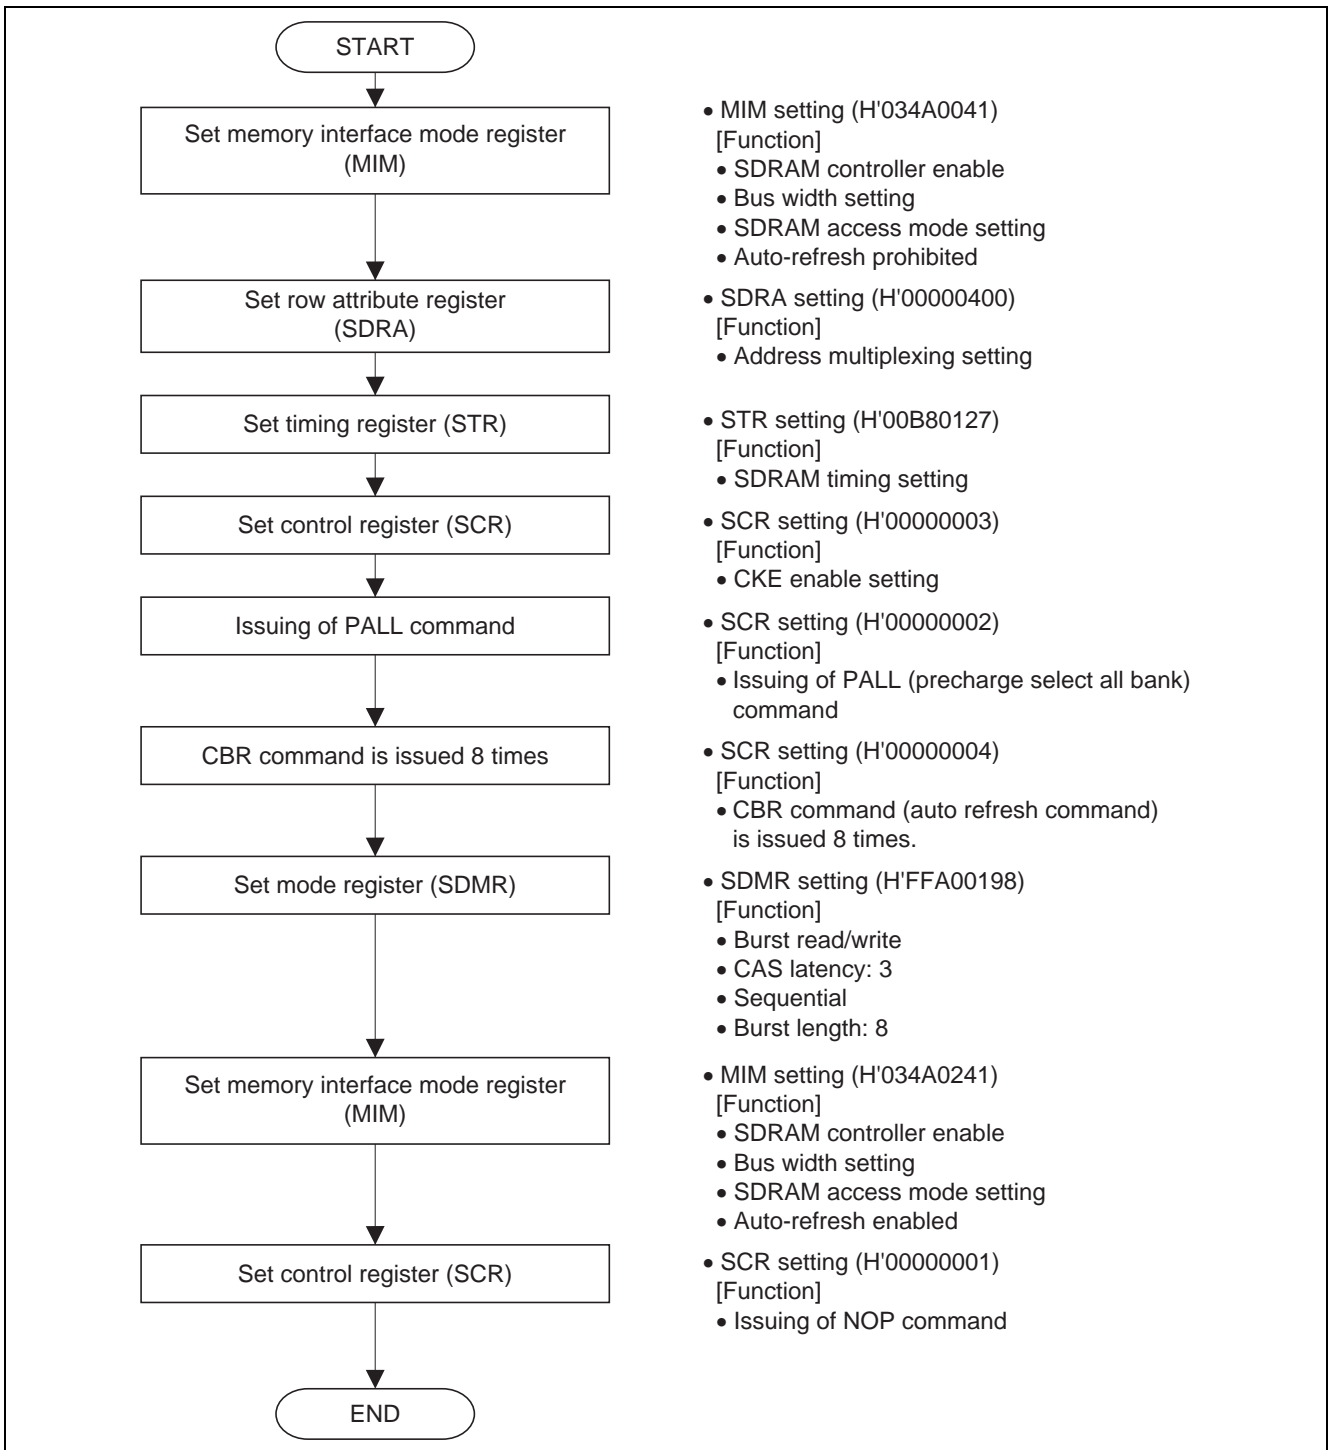 START
Set memory interface mode register
(MIM)
• MIM setting (H'034A0041)
[Function]
• SDRAM controller enable
• Bus width setting
• SDRAM access mode setting
• Auto-refresh prohibited
Set row attribute register
(SDRA)
• SDRA setting (H'00000400)
[Function]
• Address multiplexing setting
Set timing register (STR)
• STR setting (H'00B80127)
[Function]
• SDRAM timing setting
Set control register (SCR)
• SCR setting (H'00000003)
[Function]
• CKE enable setting
Issuing of PALL command
• SCR setting (H'00000002)
[Function]
• Issuing of PALL (precharge select all bank)
command
CBR command is issued 8 times
• SCR setting (H'00000004)
[Function]
• CBR command (auto refresh command)
is issued 8 times.
Set mode register (SDMR)
• SDMR setting (H'FFA00198)
[Function]
• Burst read/write
• CAS latency: 3
• Sequential
• Burst length: 8
Set memory interface mode register
(MIM)
• MIM setting (H'034A0241)
[Function]
• SDRAM controller enable
• Bus width setting
• SDRAM access mode setting
• Auto-refresh enabled
Set control register (SCR)
• SCR setting (H'00000001)
[Function]
• Issuing of NOP command
END